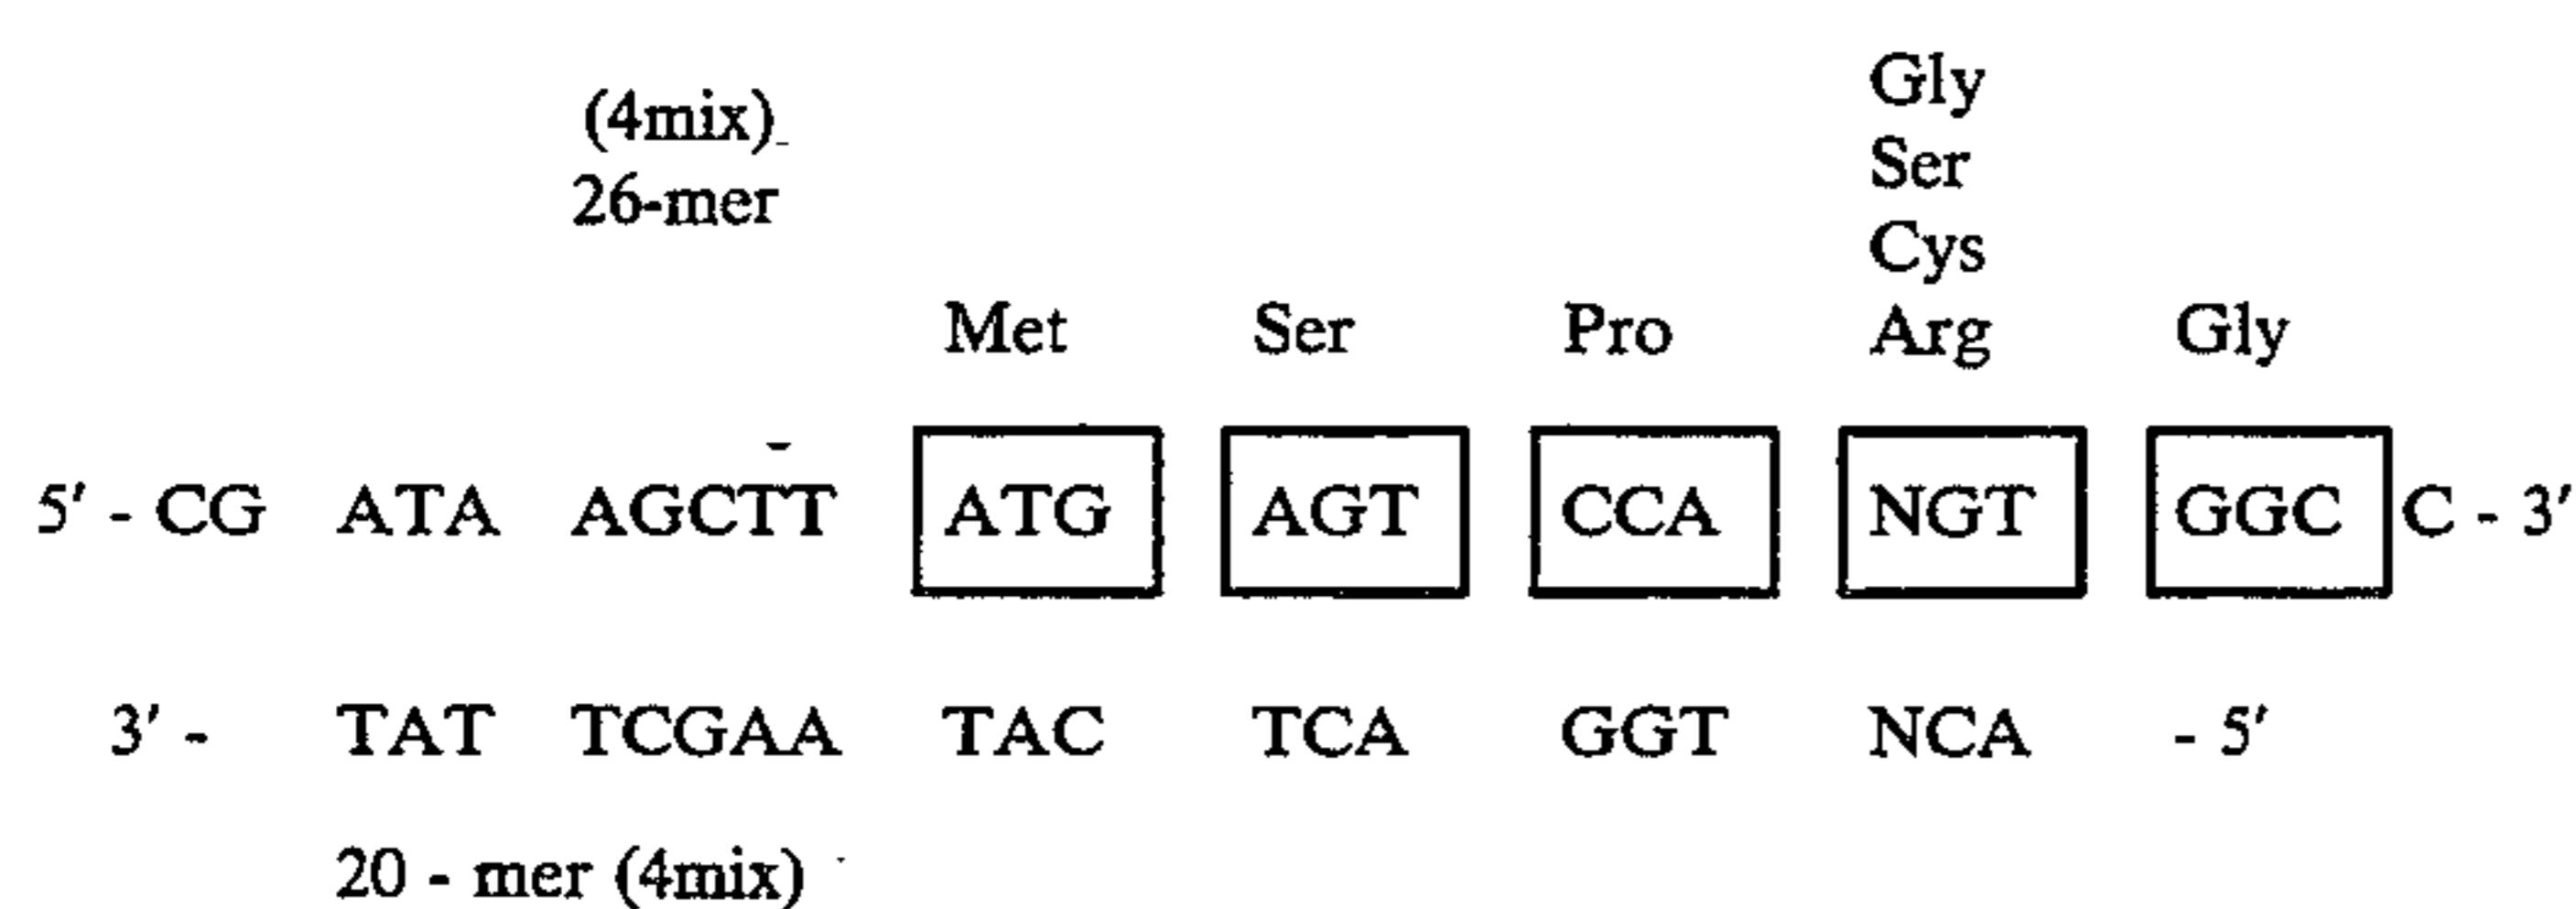 (4mix)
26-mer
Gly
Ser
Cys
Met Ser Pro Arg Gly
5' - CG ATA AGCTT ATG AGT CCA NGT GGC C - 3'
3' - TAT TCGAA TAC TCA GGT NCA - 5'
20 - mer (4mix)